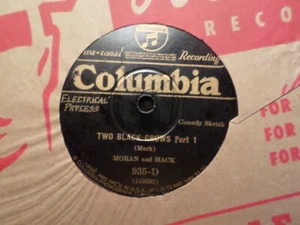 RECO
Viva-tonal Recording
Columbia
ELECTRICAL
PROCESS
Comedy Sketch
TWO BLACK CROWS Part 1
(Mack)
MORAN and MACK
935-D
FOR
FOR
FOR